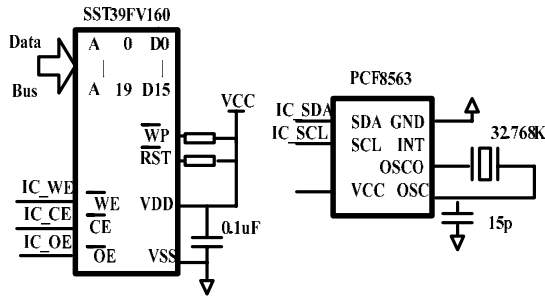 SST39FV160
Data
Bus
A 0 D0
A 19 D15
WP
RST
IC_WE
IC_CE
IC_OE
WE
CE
OE
VDD
VSS
VCC
0.1uF
PCF8563
IC_SDA
IC_SCL
SDA GND
SCL INT
OSCO
VCC OSC
32.768K
15p